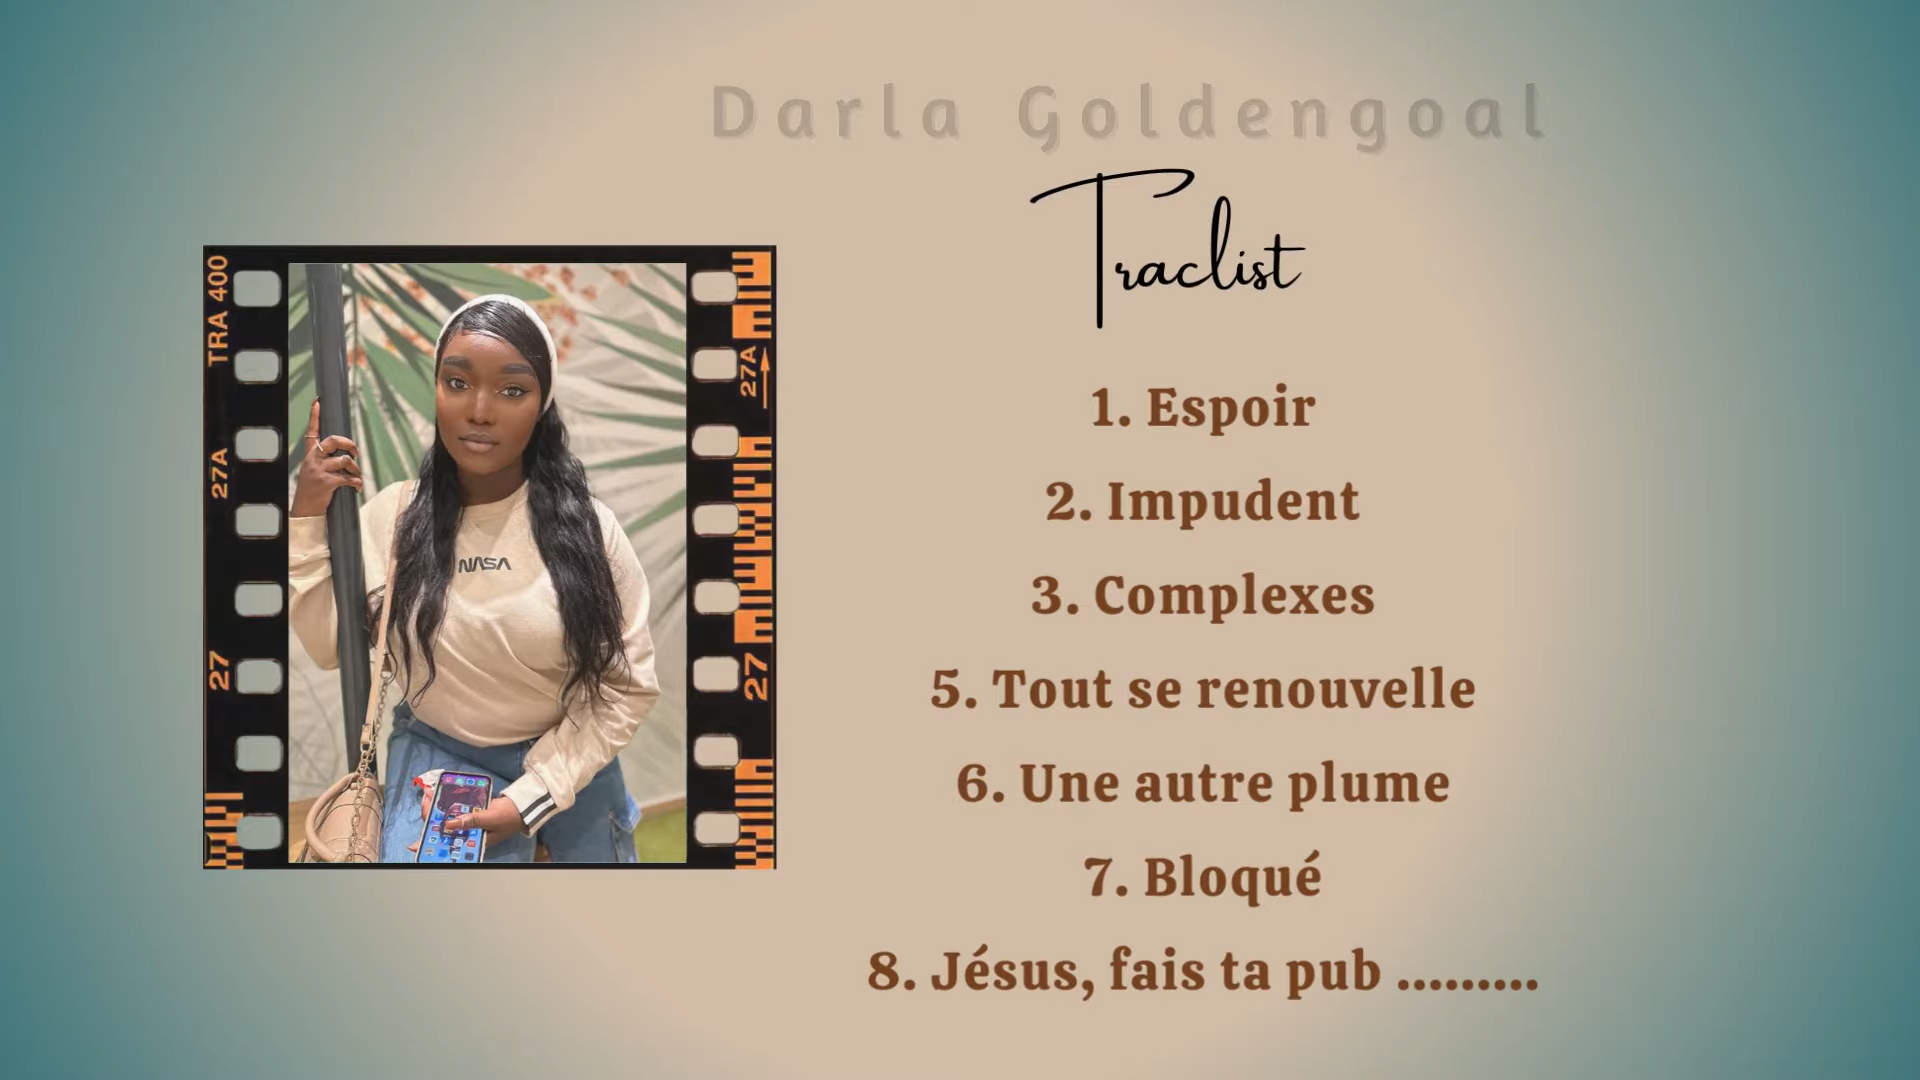 Darla Goldengoal
Traclist
TRA 400
27A
27
27A
27
NASA
1. Espoir
2. Impudent
3. Complexes
5. Tout se renouvelle
6. Une autre plume
7. Bloqué
8. Jésus, fais ta pub .........